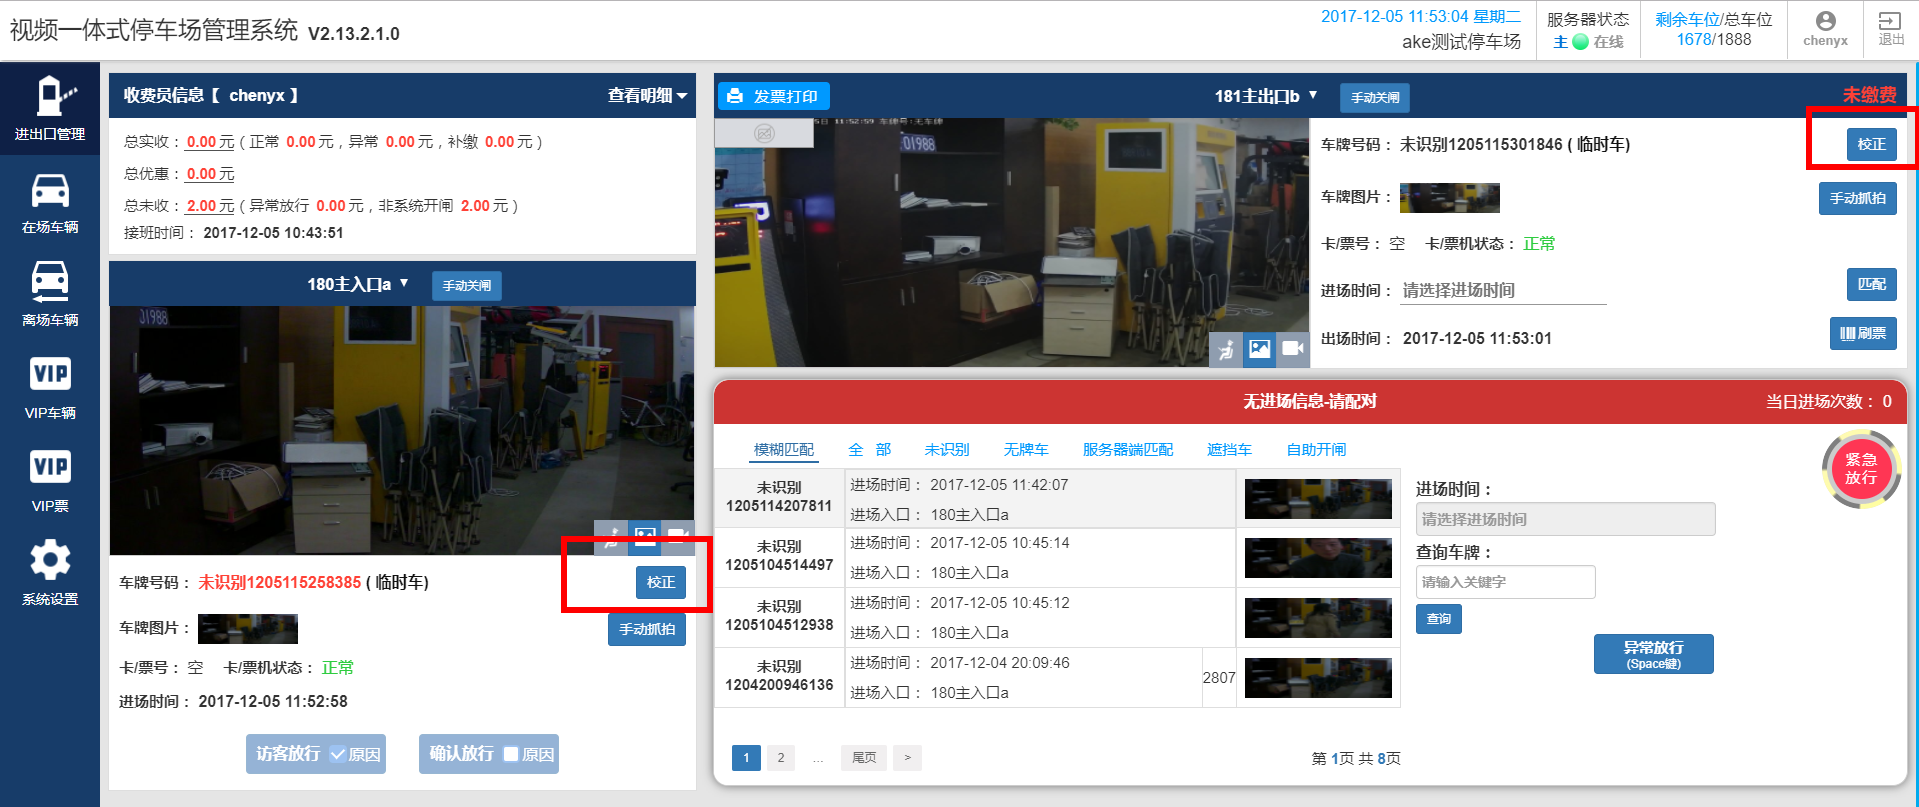 视频一体式停车场管理系统 V2.13.2.1.0
2017-12-05 11:53:04 星期二
ake测试停车场
服务器状态
主 在线
剩余车位/总车位
1678/1888
chenyx
退出
进出口管理
在场车辆
离场车辆
VIP
VIP车辆
VIP
VIP票
系统设置
收费员信息【 chenyx 】 查看明细
总实收： 0.00 元 ( 正常 0.00 元 , 异常 0.00 元 , 补缴 0.00 元 )
总优惠： 0.00 元
总未收： 2.00 元 ( 异常放行 0.00 元 , 非系统开闸 2.00 元 )
接班时间： 2017-12-05 10:43:51
180主入口a ▼ 手动关闸
01988
车牌号码： 未识别1205115258385 ( 临时车)
校正
车牌图片：
手动抓拍
卡/票号： 空 卡/票机状态： 正常
进场时间： 2017-12-05 11:52:58
访客放行 原因 确认放行 原因
发票打印 181主出口b ▼ 手动关闸 未缴费
5日 11:52:59 车牌号:无车牌
01988
车牌号码： 未识别1205115301846 ( 临时车)
校正
车牌图片：
手动抓拍
卡/票号： 空 卡/票机状态： 正常
进场时间： 请选择进场时间
匹配
出场时间： 2017-12-05 11:53:01
刷票
无进场信息-请配对 当日进场次数： 0
模糊匹配 全 部 未识别 无牌车 服务器端匹配 遮挡车 自助开闸
紧急
放行
未识别
1205114207811
进场时间： 2017-12-05 11:42:07
进场入口： 180主入口a
未识别
1205104514497
进场时间： 2017-12-05 10:45:14
进场入口： 180主入口a
未识别
1205104512938
进场时间： 2017-12-05 10:45:12
进场入口： 180主入口a
未识别
1204200946136
进场时间： 2017-12-04 20:09:46
进场入口： 180主入口a
2807
进场时间：
请选择进场时间
查询车牌：
请输入关键字
查询
异常放行
(Space键)
1 2 ... 尾页 >
第 1页 共 8页